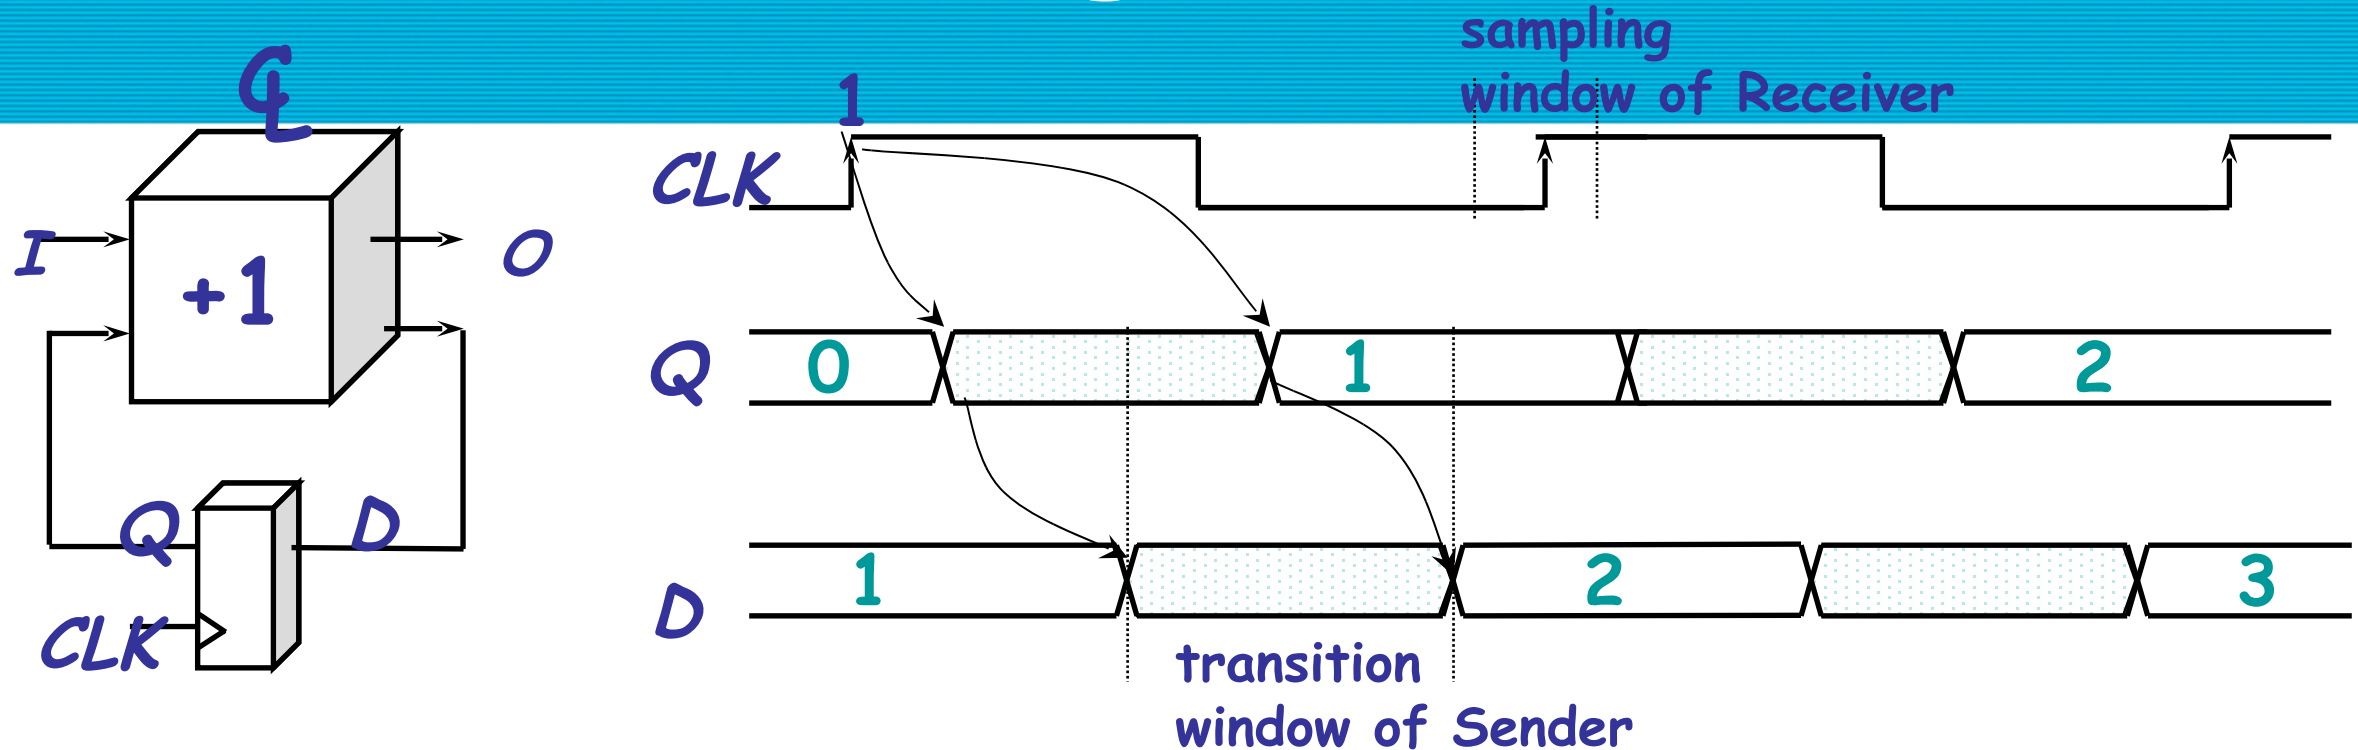 sampling
window of Receiver
CL
1
CLK
I
O
+1
Q
0
1
2
Q
D
D
1
2
3
CLK
transition
window of Sender